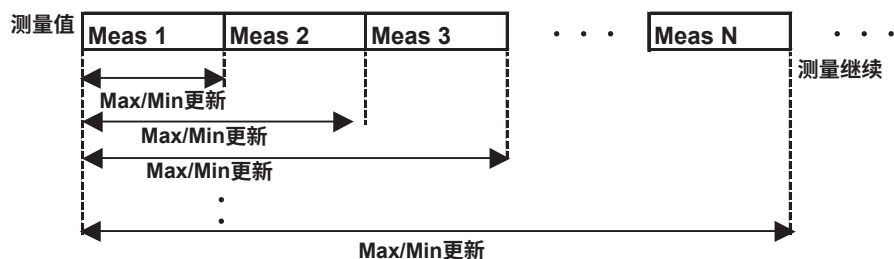 测量值
Meas 1 Meas 2 Meas 3 · · · Meas N · · ·
测量继续
Max/Min更新
Max/Min更新
Max/Min更新
Max/Min更新